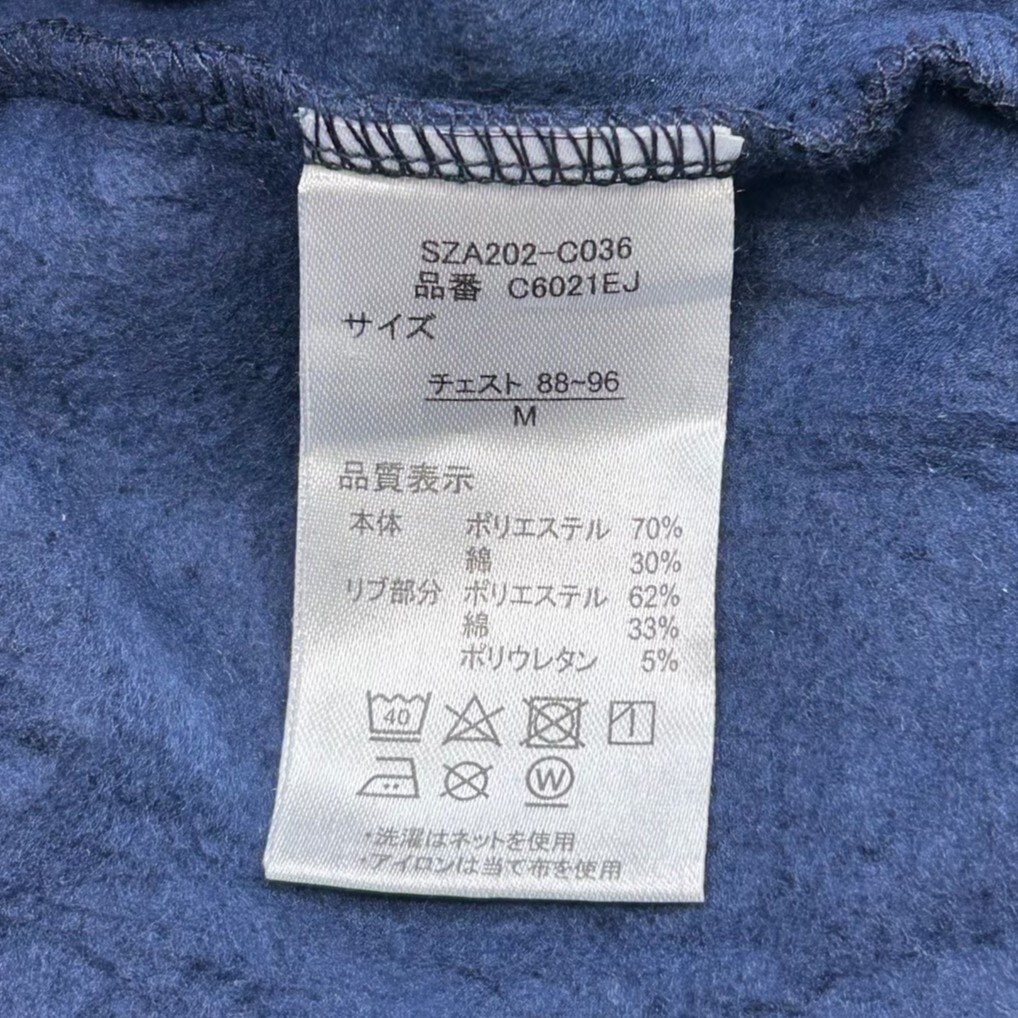 SZA202-C036
品番 C6021EJ
サイズ
チェスト 88~96
M
品質表示
本体 ポリエステル 70%
綿 30%
リブ部分 ポリエステル 62%
綿 33%
ポリウレタン 5%
40
W
・洗濯はネットを使用
・アイロンは当て布を使用